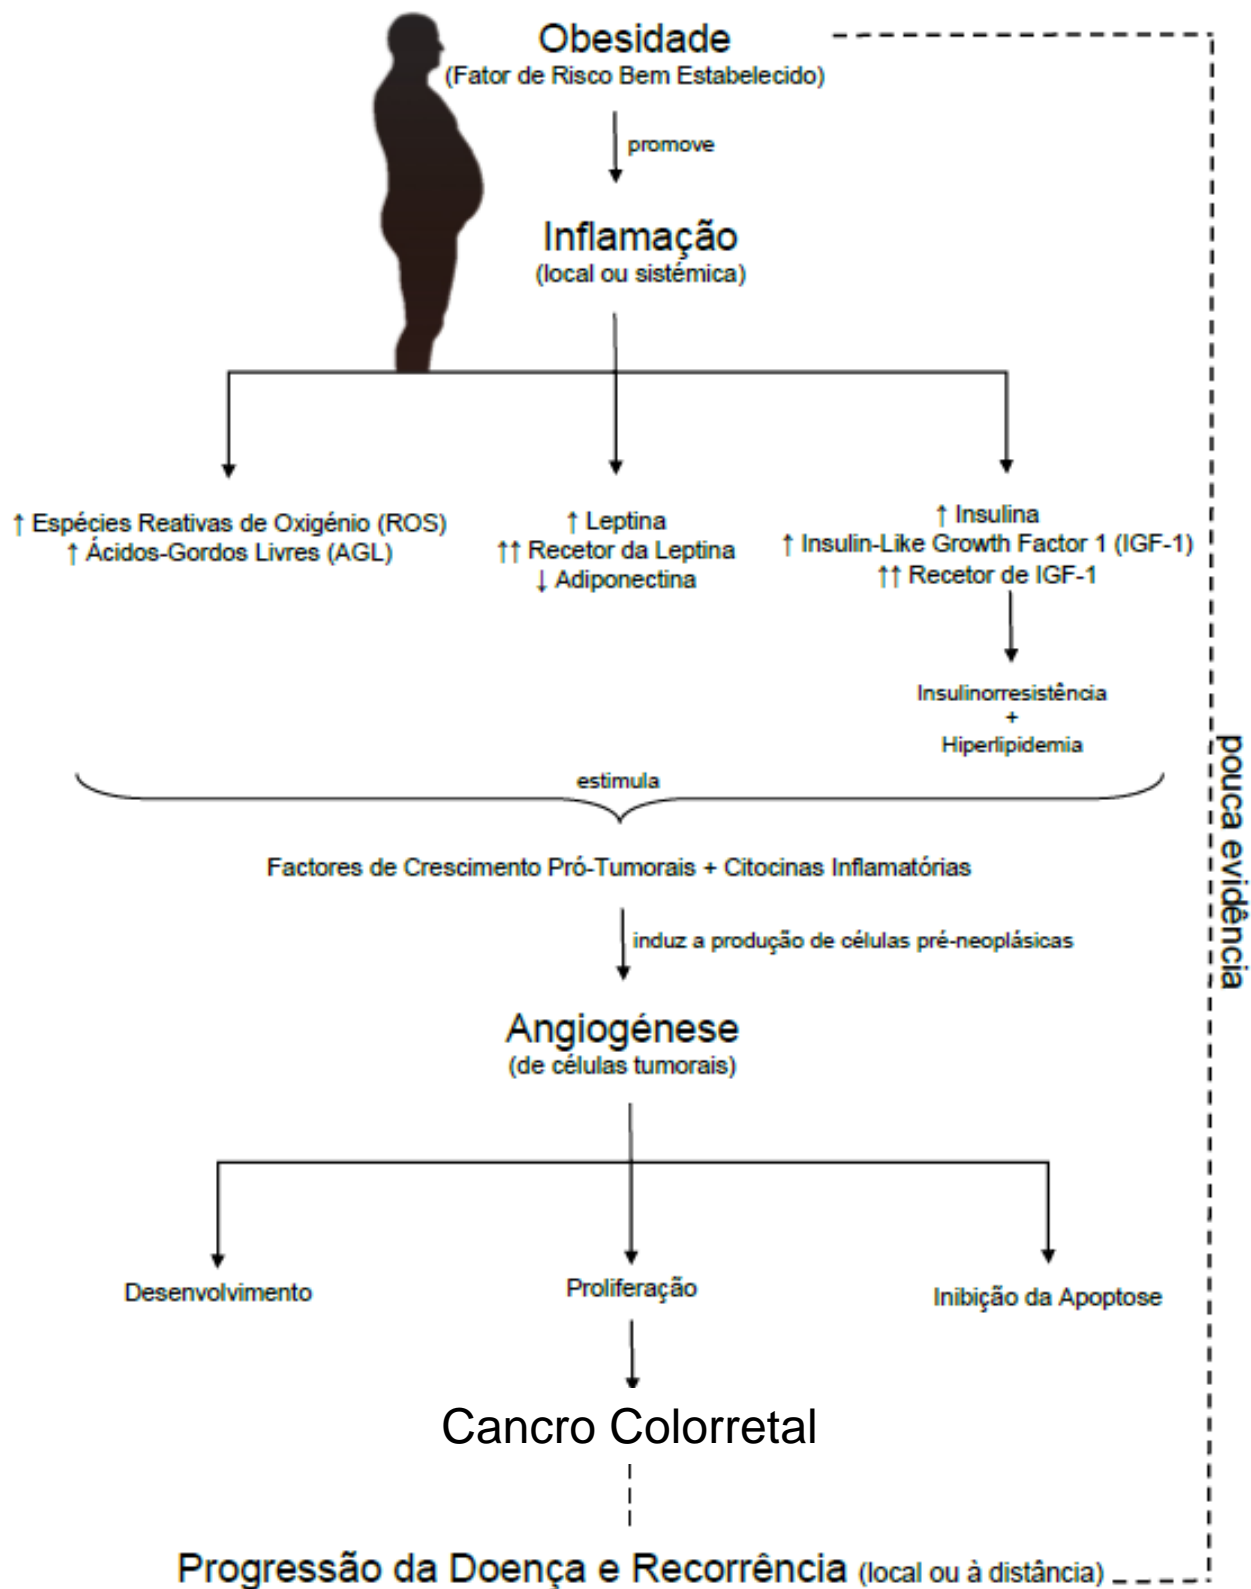 Obesidade
(Fator de Risco Bem Estabelecido)
promove
Inflamação
(local ou sistémica)
↑ Espécies Reativas de Oxigénio (ROS)
↑ Ácidos-Gordos Livres (AGL)
↑ Leptina
↑↑ Recetor da Leptina
↓ Adiponectina
↑ Insulina
↑ Insulin-Like Growth Factor 1 (IGF-1)
↑↑ Recetor de IGF-1
Insulinorresistência
+
Hiperlipidemia
estimula
Factores de Crescimento Pró-Tumorais + Citocinas Inflamatórias
induz a produção de células pré-neoplásicas
Angiogénese
(de células tumorais)
Desenvolvimento
Proliferação
Inibição da Apoptose
Cancro Colorretal
Progressão da Doença e Recorrência (local ou à distância)
pouca evidência